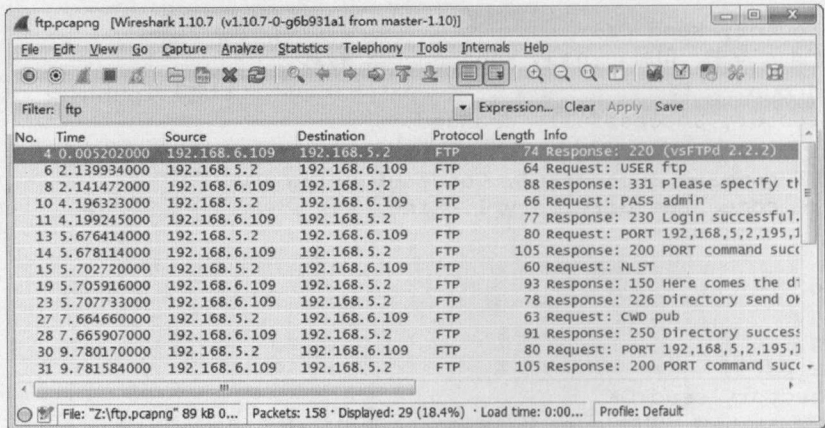 ftp.pcapng [Wireshark 1.10.7 (v1.10.7-0-g6b931a1 from master-1.10)]
File Edit View Go Capture Analyze Statistics Telephony Tools Internals Help
Filter: ftp Expression... Clear Apply Save
No. Time Source Destination Protocol Length Info
4 0.005202000 192.168.6.109 192.168.5.2 FTP 74 Response: 220 (vsFTPd 2.2.2)
6 2.139934000 192.168.5.2 192.168.6.109 FTP 64 Request: USER ftp
8 2.141472000 192.168.6.109 192.168.5.2 FTP 88 Response: 331 Please specify th
10 4.196323000 192.168.5.2 192.168.6.109 FTP 66 Request: PASS admin
11 4.199245000 192.168.6.109 192.168.5.2 FTP 77 Response: 230 Login successful.
13 5.676414000 192.168.5.2 192.168.6.109 FTP 80 Request: PORT 192,168,5,2,195,1
14 5.678114000 192.168.6.109 192.168.5.2 FTP 105 Response: 200 PORT command succ
15 5.702720000 192.168.5.2 192.168.6.109 FTP 60 Request: NLST
19 5.705916000 192.168.6.109 192.168.5.2 FTP 93 Response: 150 Here comes the d
23 5.707733000 192.168.6.109 192.168.5.2 FTP 78 Response: 226 Directory send OK
27 7.664660000 192.168.5.2 192.168.6.109 FTP 63 Request: CWD pub
28 7.665907000 192.168.6.109 192.168.5.2 FTP 91 Response: 250 Directory success
30 9.780170000 192.168.5.2 192.168.6.109 FTP 80 Request: PORT 192,168,5,2,195,1
31 9.781584000 192.168.6.109 192.168.5.2 FTP 105 Response: 200 PORT command succ
File: "Z:\ftp.pcapng" 89 kB 0... Packets: 158 · Displayed: 29 (18.4%) · Load time: 0:00... Profile: Default